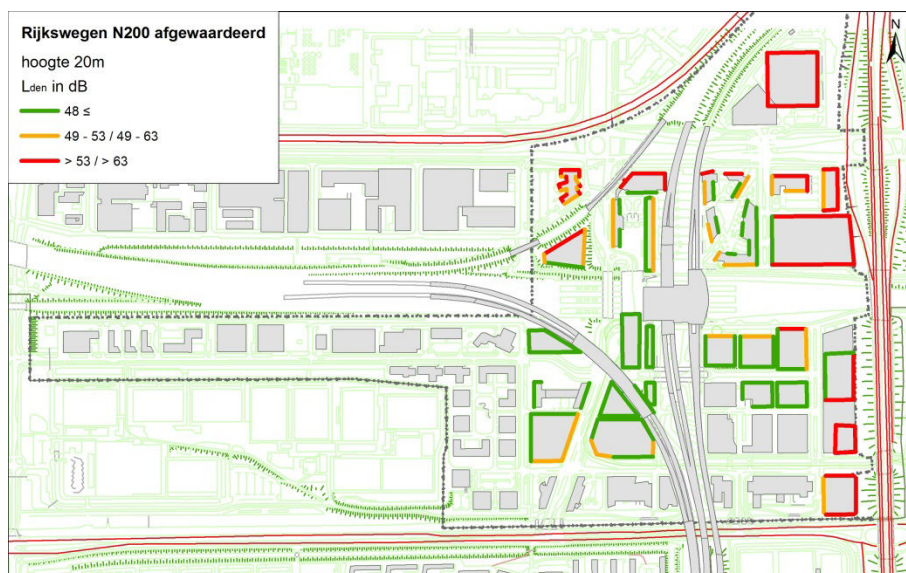 Rijkswegen N200 afgewaardeerd
hoogte 20m
Lden in dB
48 ≤
49 - 53 / 49 - 63
> 53 / > 63
N